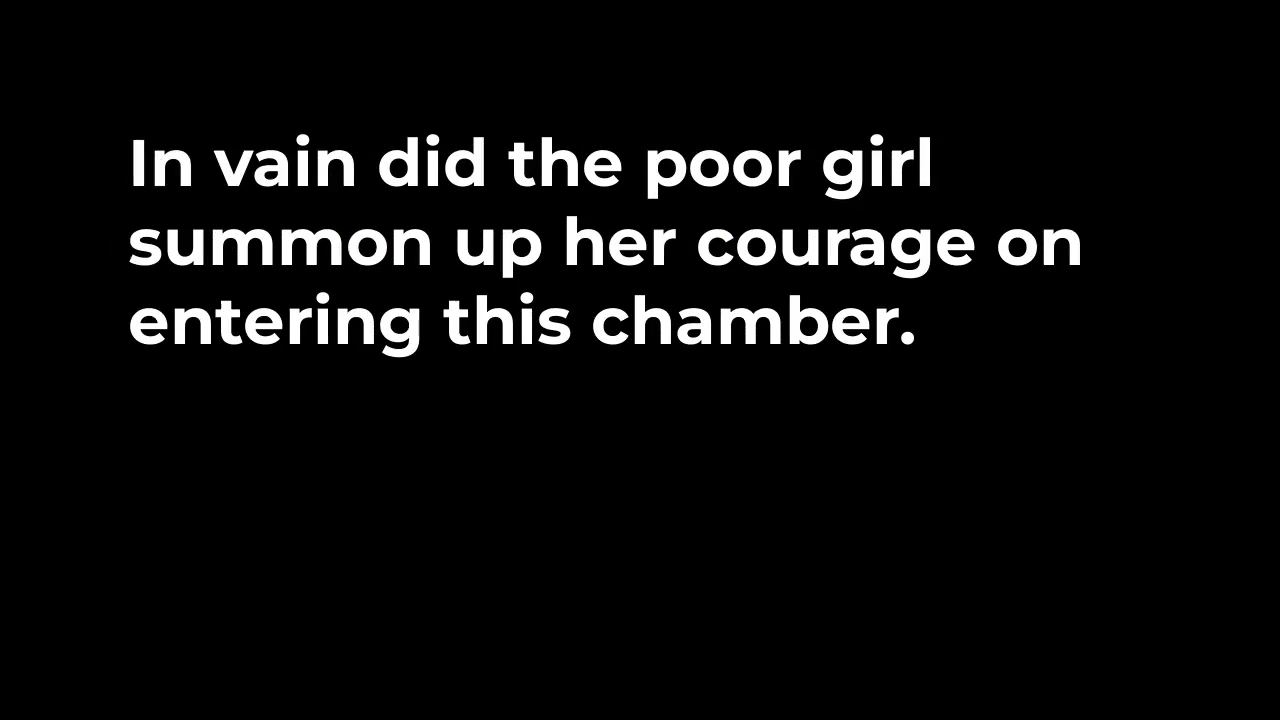 In vain did the poor girl
summon up her courage on
entering this chamber.